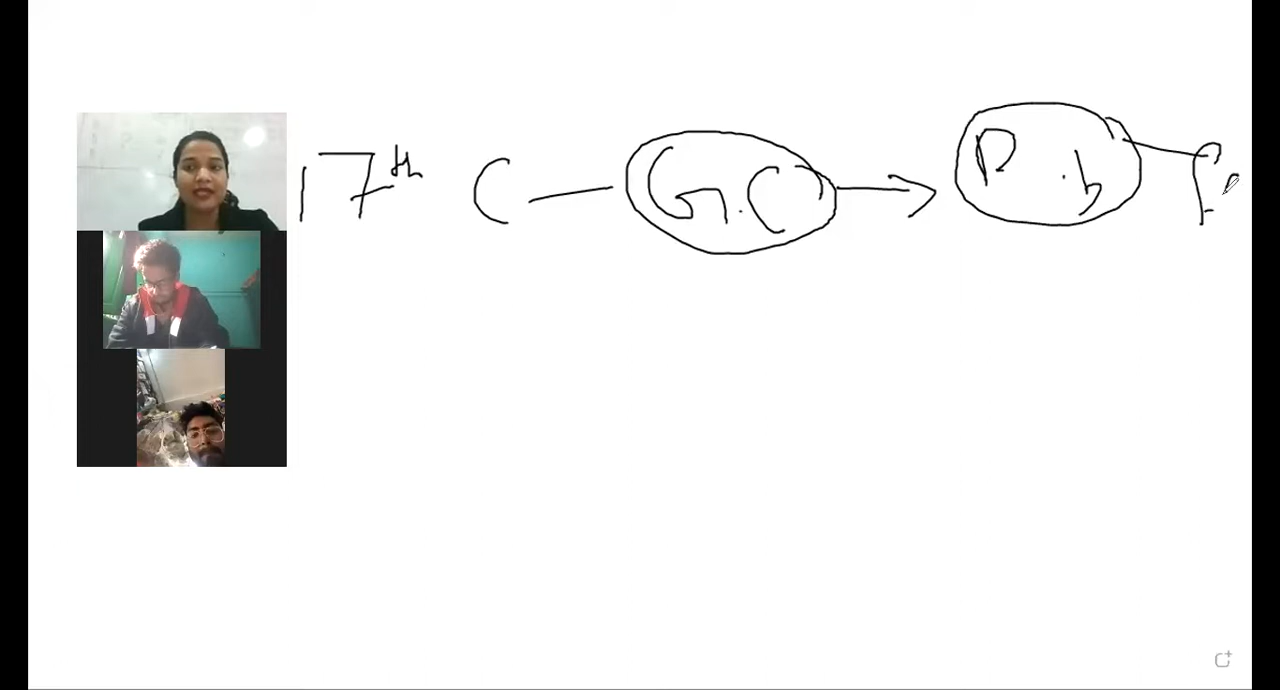 17th C — G.C → P.b —